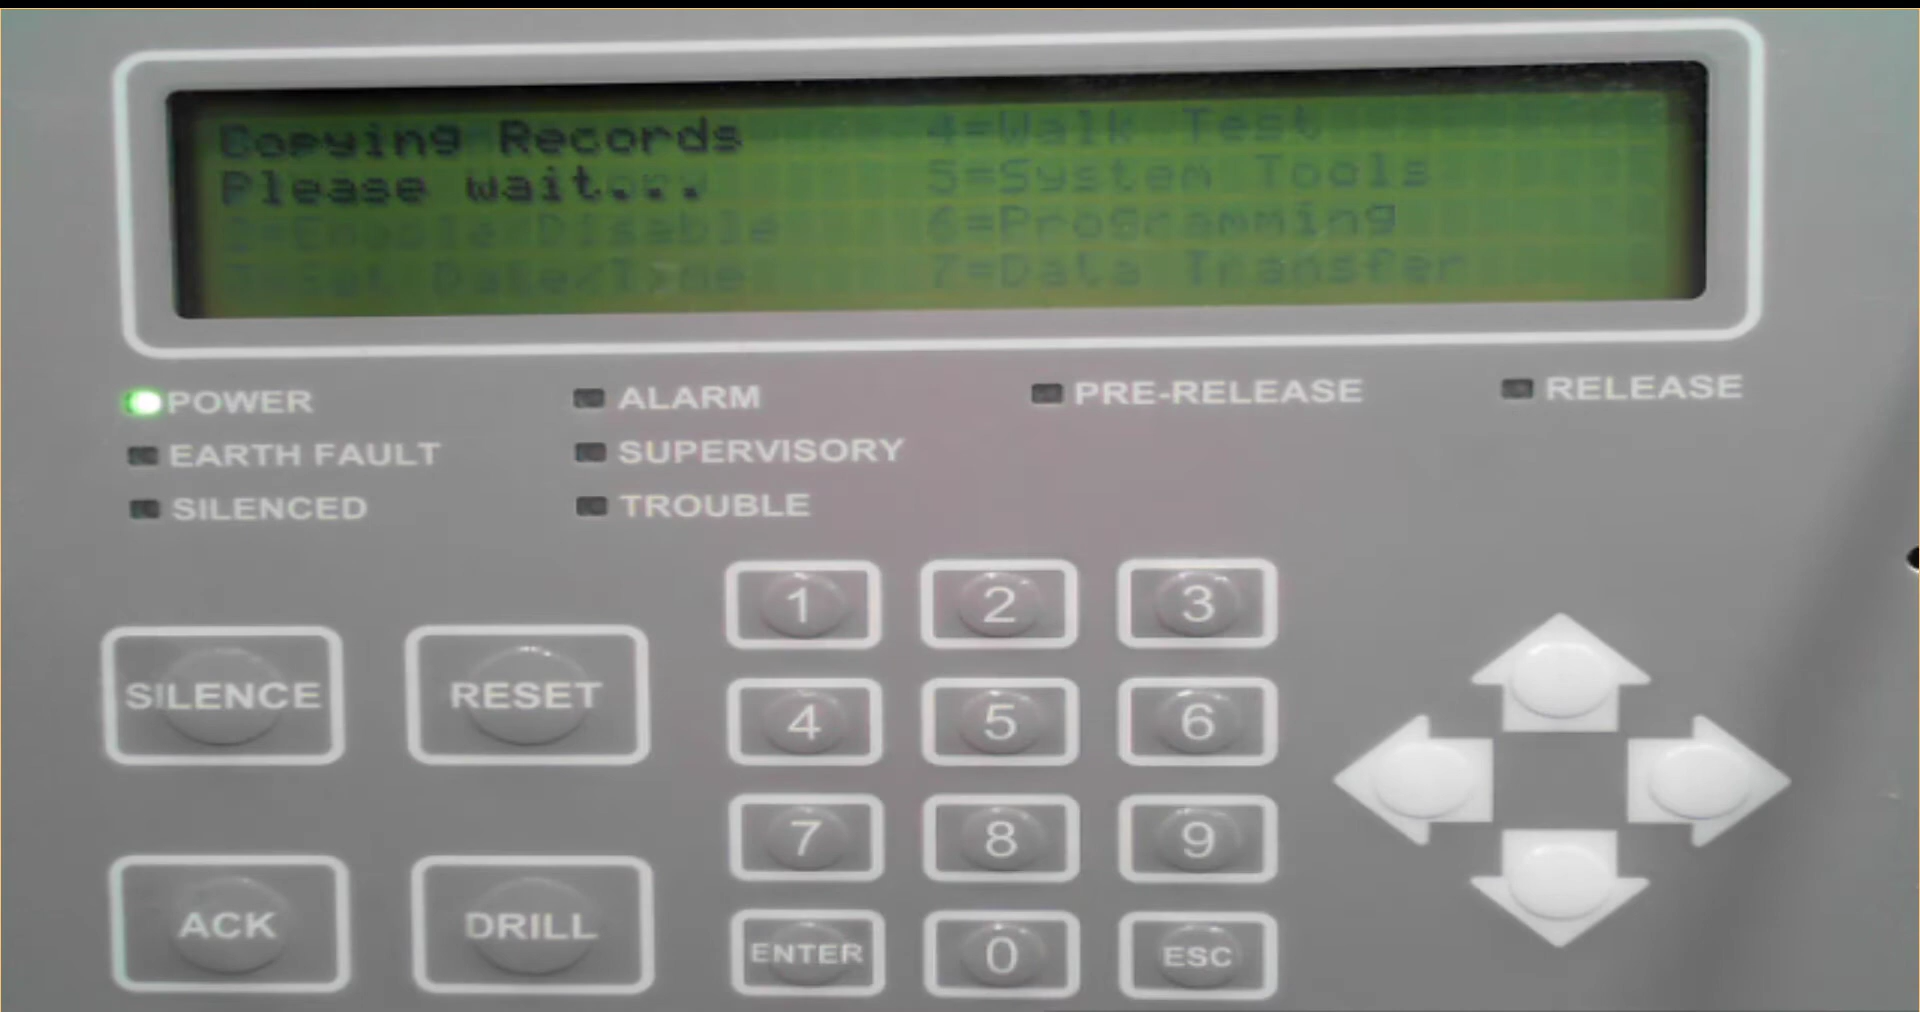 Copying Records
Please wait...
4=Walk Test
5=System Tools
2=Enable/Disable
6=Programming
3=Set Date/Time
7=Data Transfer
POWER
ALARM
PRE-RELEASE
RELEASE
EARTH FAULT
SUPERVISORY
SILENCED
TROUBLE
1
2
3
SILENCE
RESET
4
5
6
7
8
9
ACK
DRILL
ENTER
0
ESC